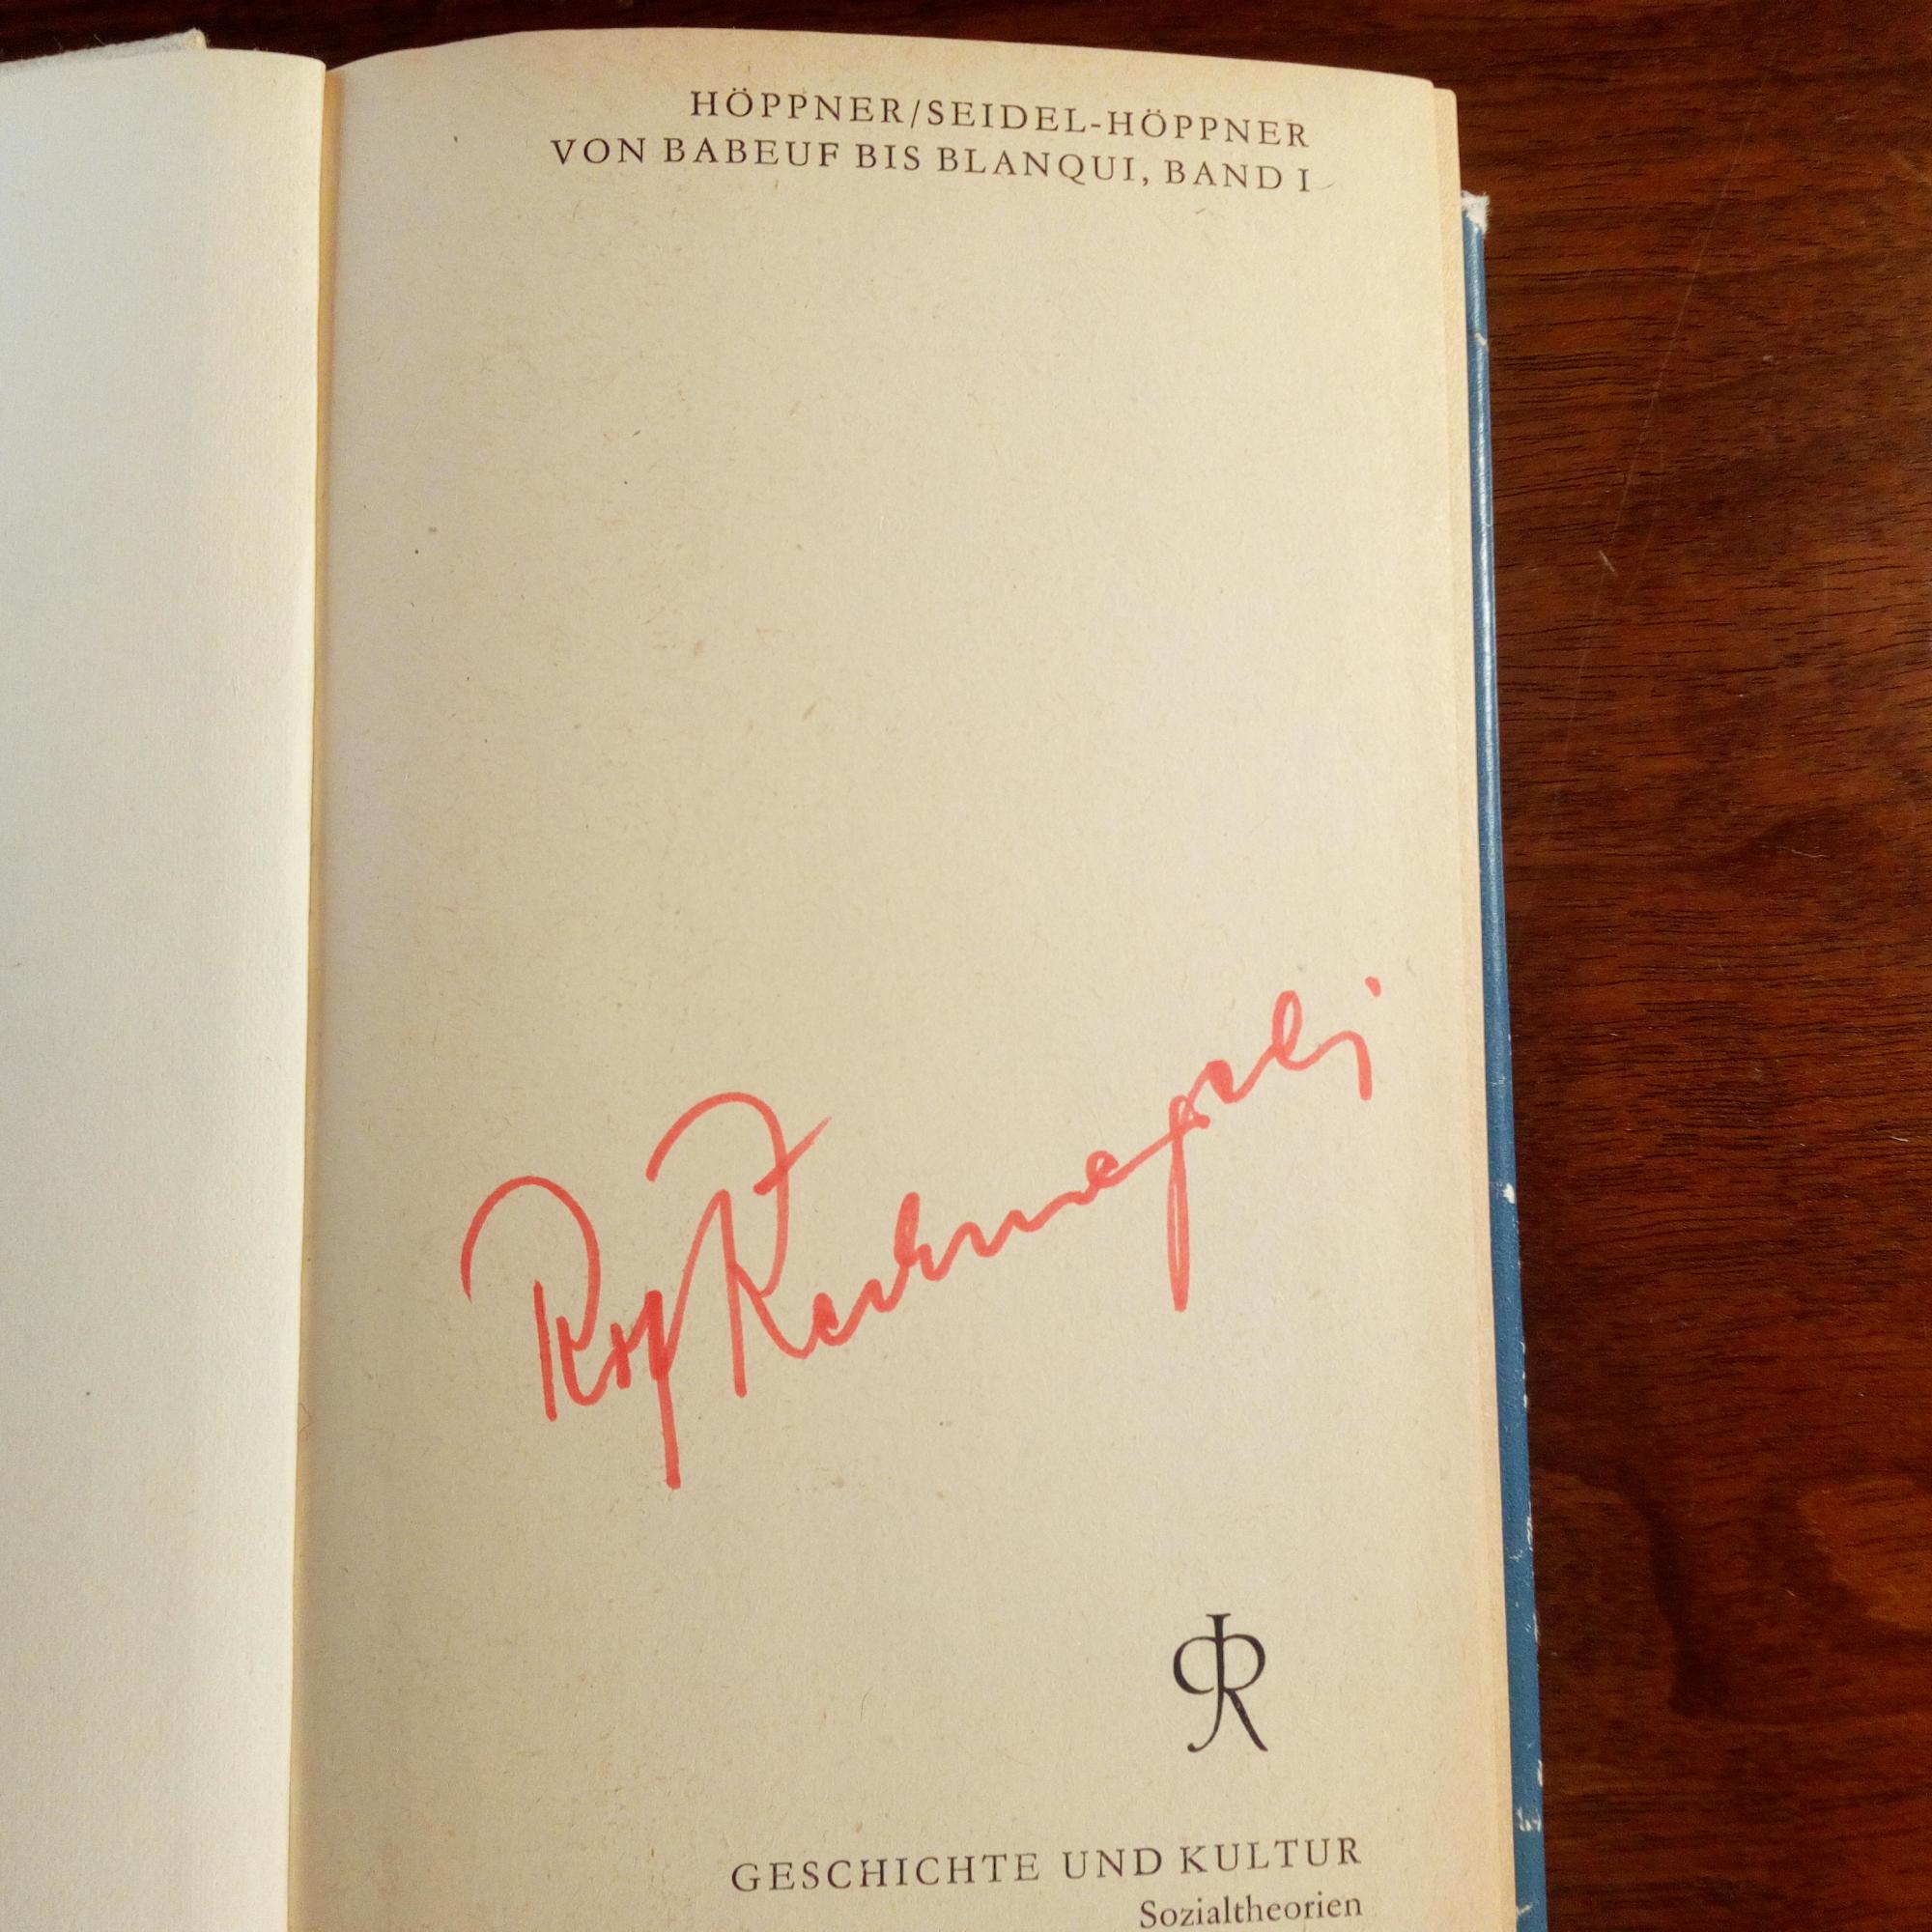 HÖPPNER/SEIDEL-HÖPPNER
VON BABEUF BIS BLANQUI, BAND I
GESCHICHTE UND KULTUR
Sozialtheorien